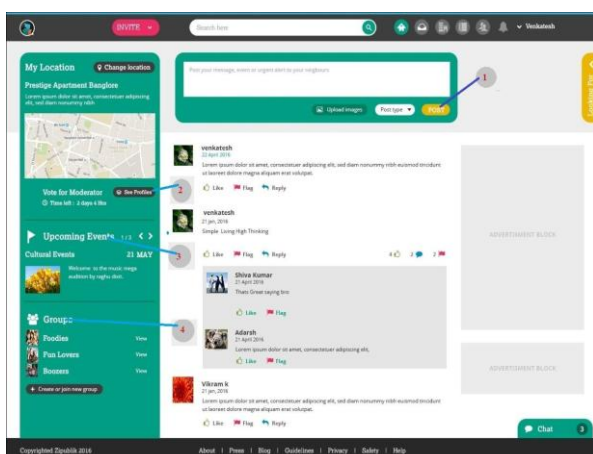 INVITE
Search here
Venkatesh
My Location
Change location
Prestige Apartment Banglore
Lorem ipsum dolor sit amet, consectetuer adipiscing
elit, sed diam nonummy nibh
Vote for Moderator
See Profiles
Time left : 2 days 4 Hrs
Upcoming Events 1/2
Cultural Events 21 MAY
Welcome to the music mega
audition by raghu dixit.
Groups
Foodies View
Fun Lovers View
Boozers View
+ Create or join new group
Post your message, event or urgent alert to your neighbours
Upload images
Post type
POST
1
2
3
4
venkatesh
22 April 2016
Lorem ipsum dolor sit amet, consectetuer adipiscing elit, sed diam nonummy nibh euismod tincidunt
ut laoreet dolore magna aliquam erat volutpat.
Like Flag Reply
venkatesh
21 jan, 2016
Simple Living High Thinking
Like Flag Reply
Shiva Kumar
21 April 2016
Thats Great saying bro
Like Flag
Adarsh
21 April 2016
Lorem ipsum dolor sit amet, consectetuer adipiscing elit,
Like Flag
Vikram k
21 jan, 2016
Lorem ipsum dolor sit amet, consectetuer adipiscing elit, sed diam nonummy nibh euismod tincidunt
ut laoreet dolore magna aliquam erat volutpat.
Like Flag Reply
ADVERTISMENT BLOCK
ADVERTISMENT BLOCK
Looking For
Chat 3
Copyrighted Zipublik 2016
About | Press | Blog | Guidelines | Privacy | Safety | Help